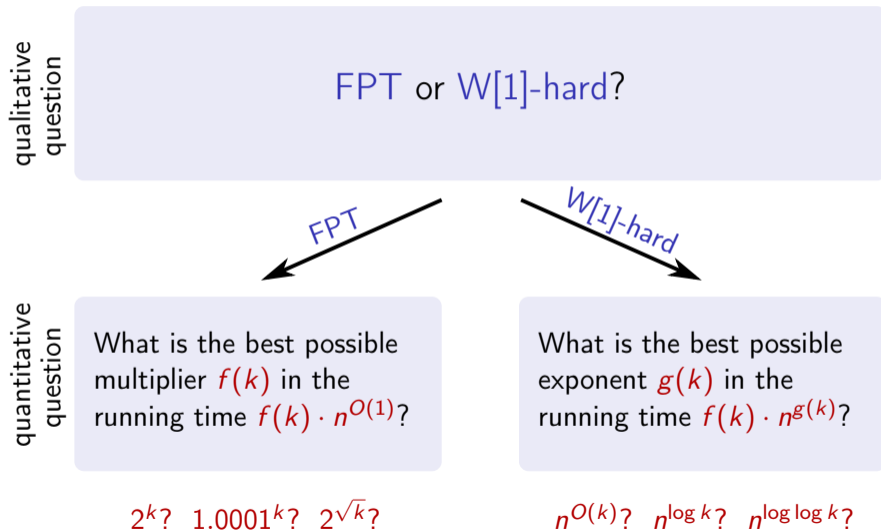 qualitative
question
FPT or W[1]-hard?
FPT
W[1]-hard
quantitative
question
What is the best possible
multiplier f(k) in the
running time f(k) · n^{O(1)}?
What is the best possible
exponent g(k) in the
running time f(k) · n^{g(k)}?
2^k? 1.0001^k? 2^{√k}?
n^{O(k)}? n^{log k}? n^{log log k}?